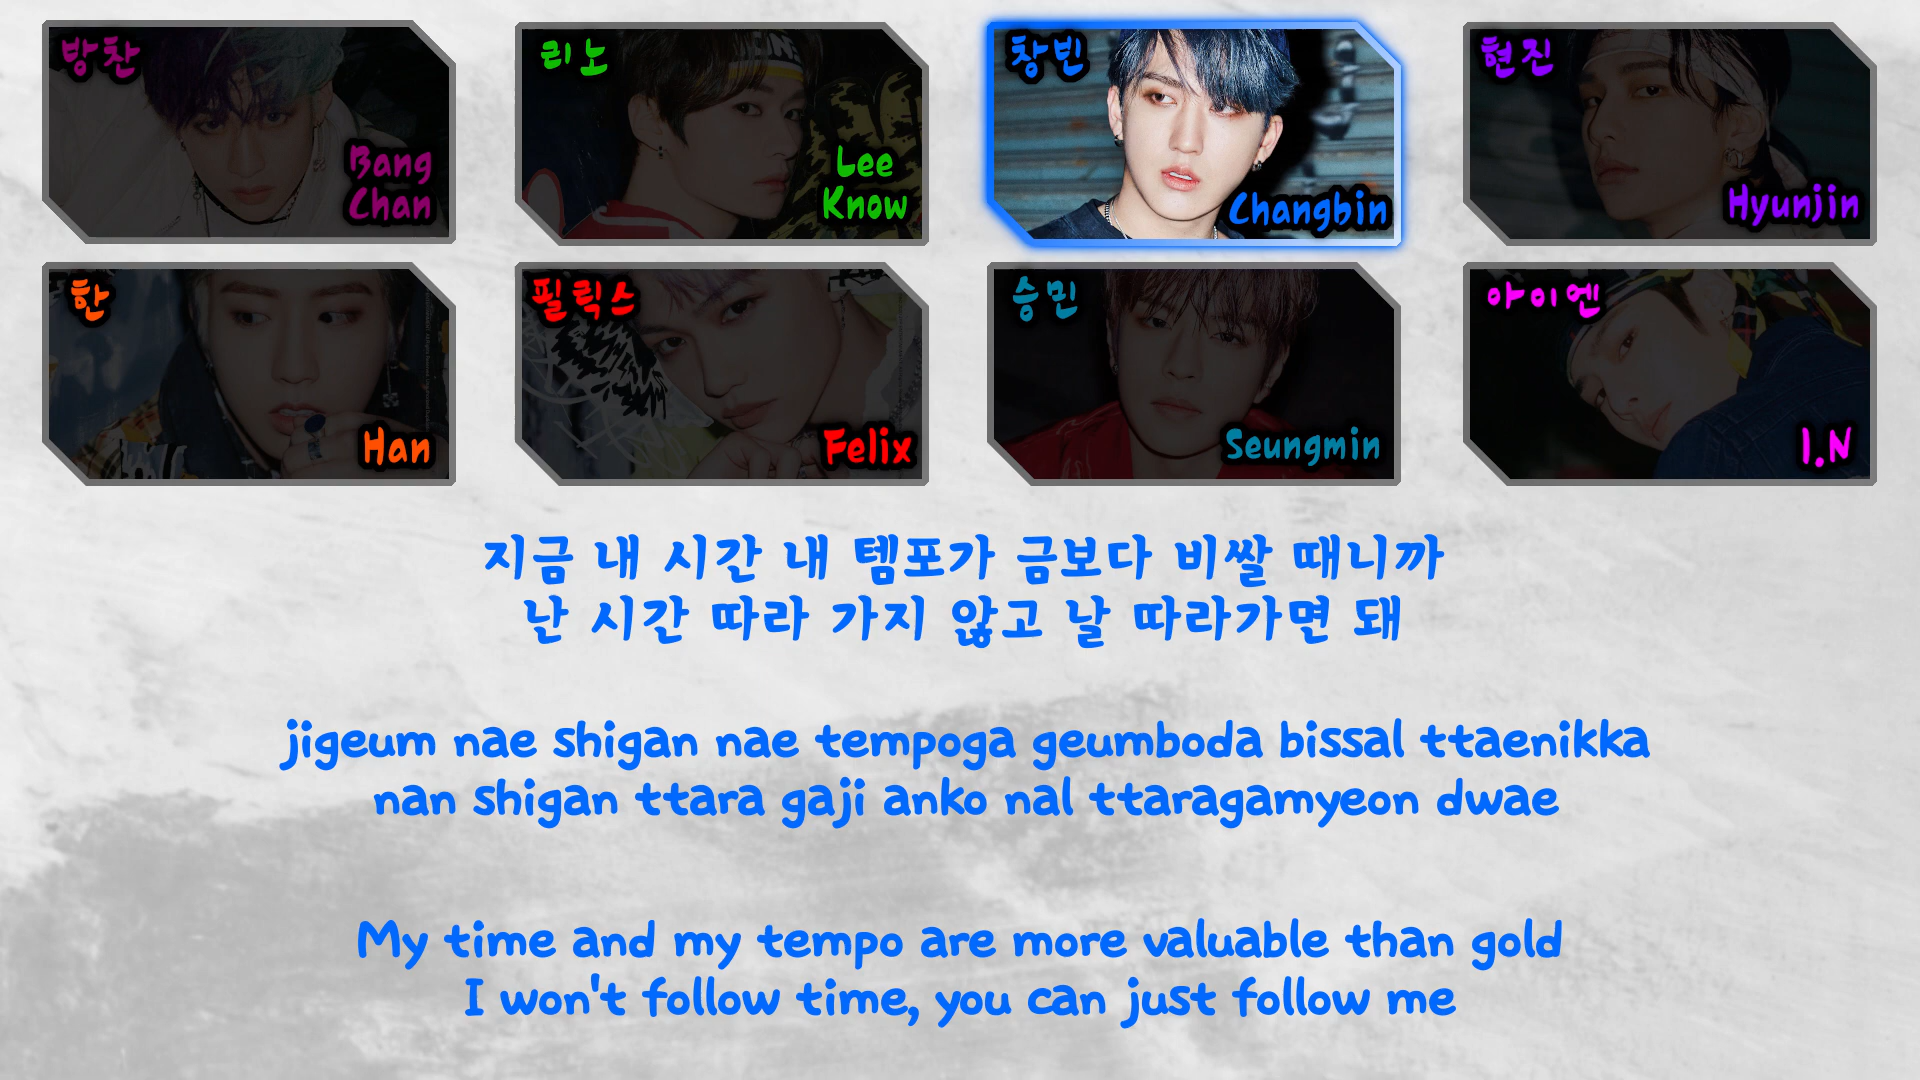 방찬
Bang
Chan
리노
Lee
Know
창빈
Changbin
현진
Hyunjin
한
Han
필릭스
Felix
승민
Seungmin
아이엔
I.N
지금 내 시간 내 템포가 금보다 비쌀 때니까
난 시간 따라 가지 않고 날 따라가면 돼
jigeum nae shigan nae tempoga geumboda bissal ttaenikka
nan shigan ttara gaji anko nal ttaragamyeon dwae
My time and my tempo are more valuable than gold
I won't follow time, you can just follow me